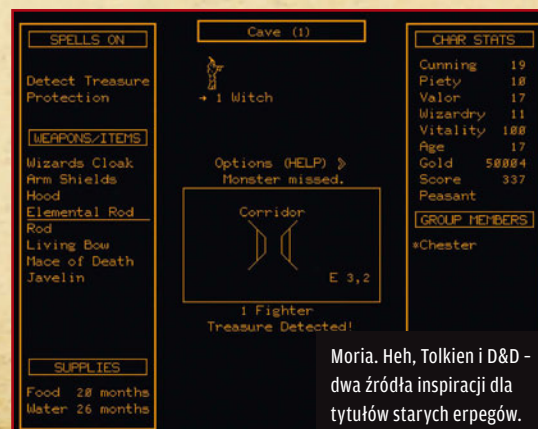 SPELLS ON
Detect Treasure
Protection
WEAPONS/ITEMS
Wizards Cloak
Arm Shields
Hood
Elemental Rod
Rod
Living Bow
Mace of Death
Javelin
SUPPLIES
Food 20 months
Water 26 months
Cave (1)
→ 1 Witch
Options (HELP) >
Monster missed.
Corridor
E 3,2
1 Fighter
Treasure Detected!
CHAR STATS
Cunning 19
Piety 10
Valor 17
Wizardry 11
Vitality 100
Age 17
Gold 50004
Score 337
Peasant
GROUP MEMBERS
*Chester
Moria. Heh, Tolkien i D&D –
dwa źródła inspiracji dla
tytułów starych erpegów.